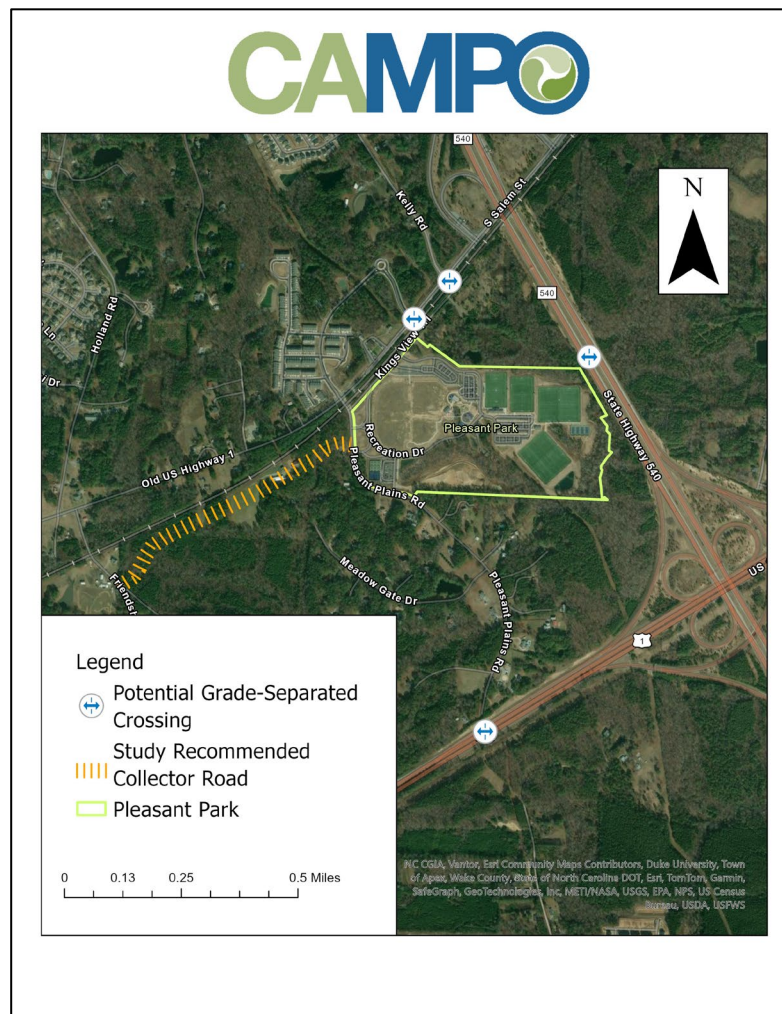 CAMPO
540
Kelly Rd
S Salem St
N
540
Holland Rd
Ln
Dr
Kings View
State Highway 540
Pleasant Park
Recreation Dr
Old US Highway 1
Pleasant Plains Rd
Meadow Gate Dr
Pleasant Plains Rd
US
1
Friendsh
Legend
Potential Grade-Separated
Crossing
Study Recommended
Collector Road
Pleasant Park
0 0.13 0.25 0.5 Miles
NC CGIA, Vantor, Esri Community Maps Contributors, Duke University, Town
of Apex, Wake County, State of North Carolina DOT, Esri, TomTom, Garmin,
SafeGraph, GeoTechnologies, Inc, METI/NASA, USGS, EPA, NPS, US Census
Bureau, USDA, USFWS